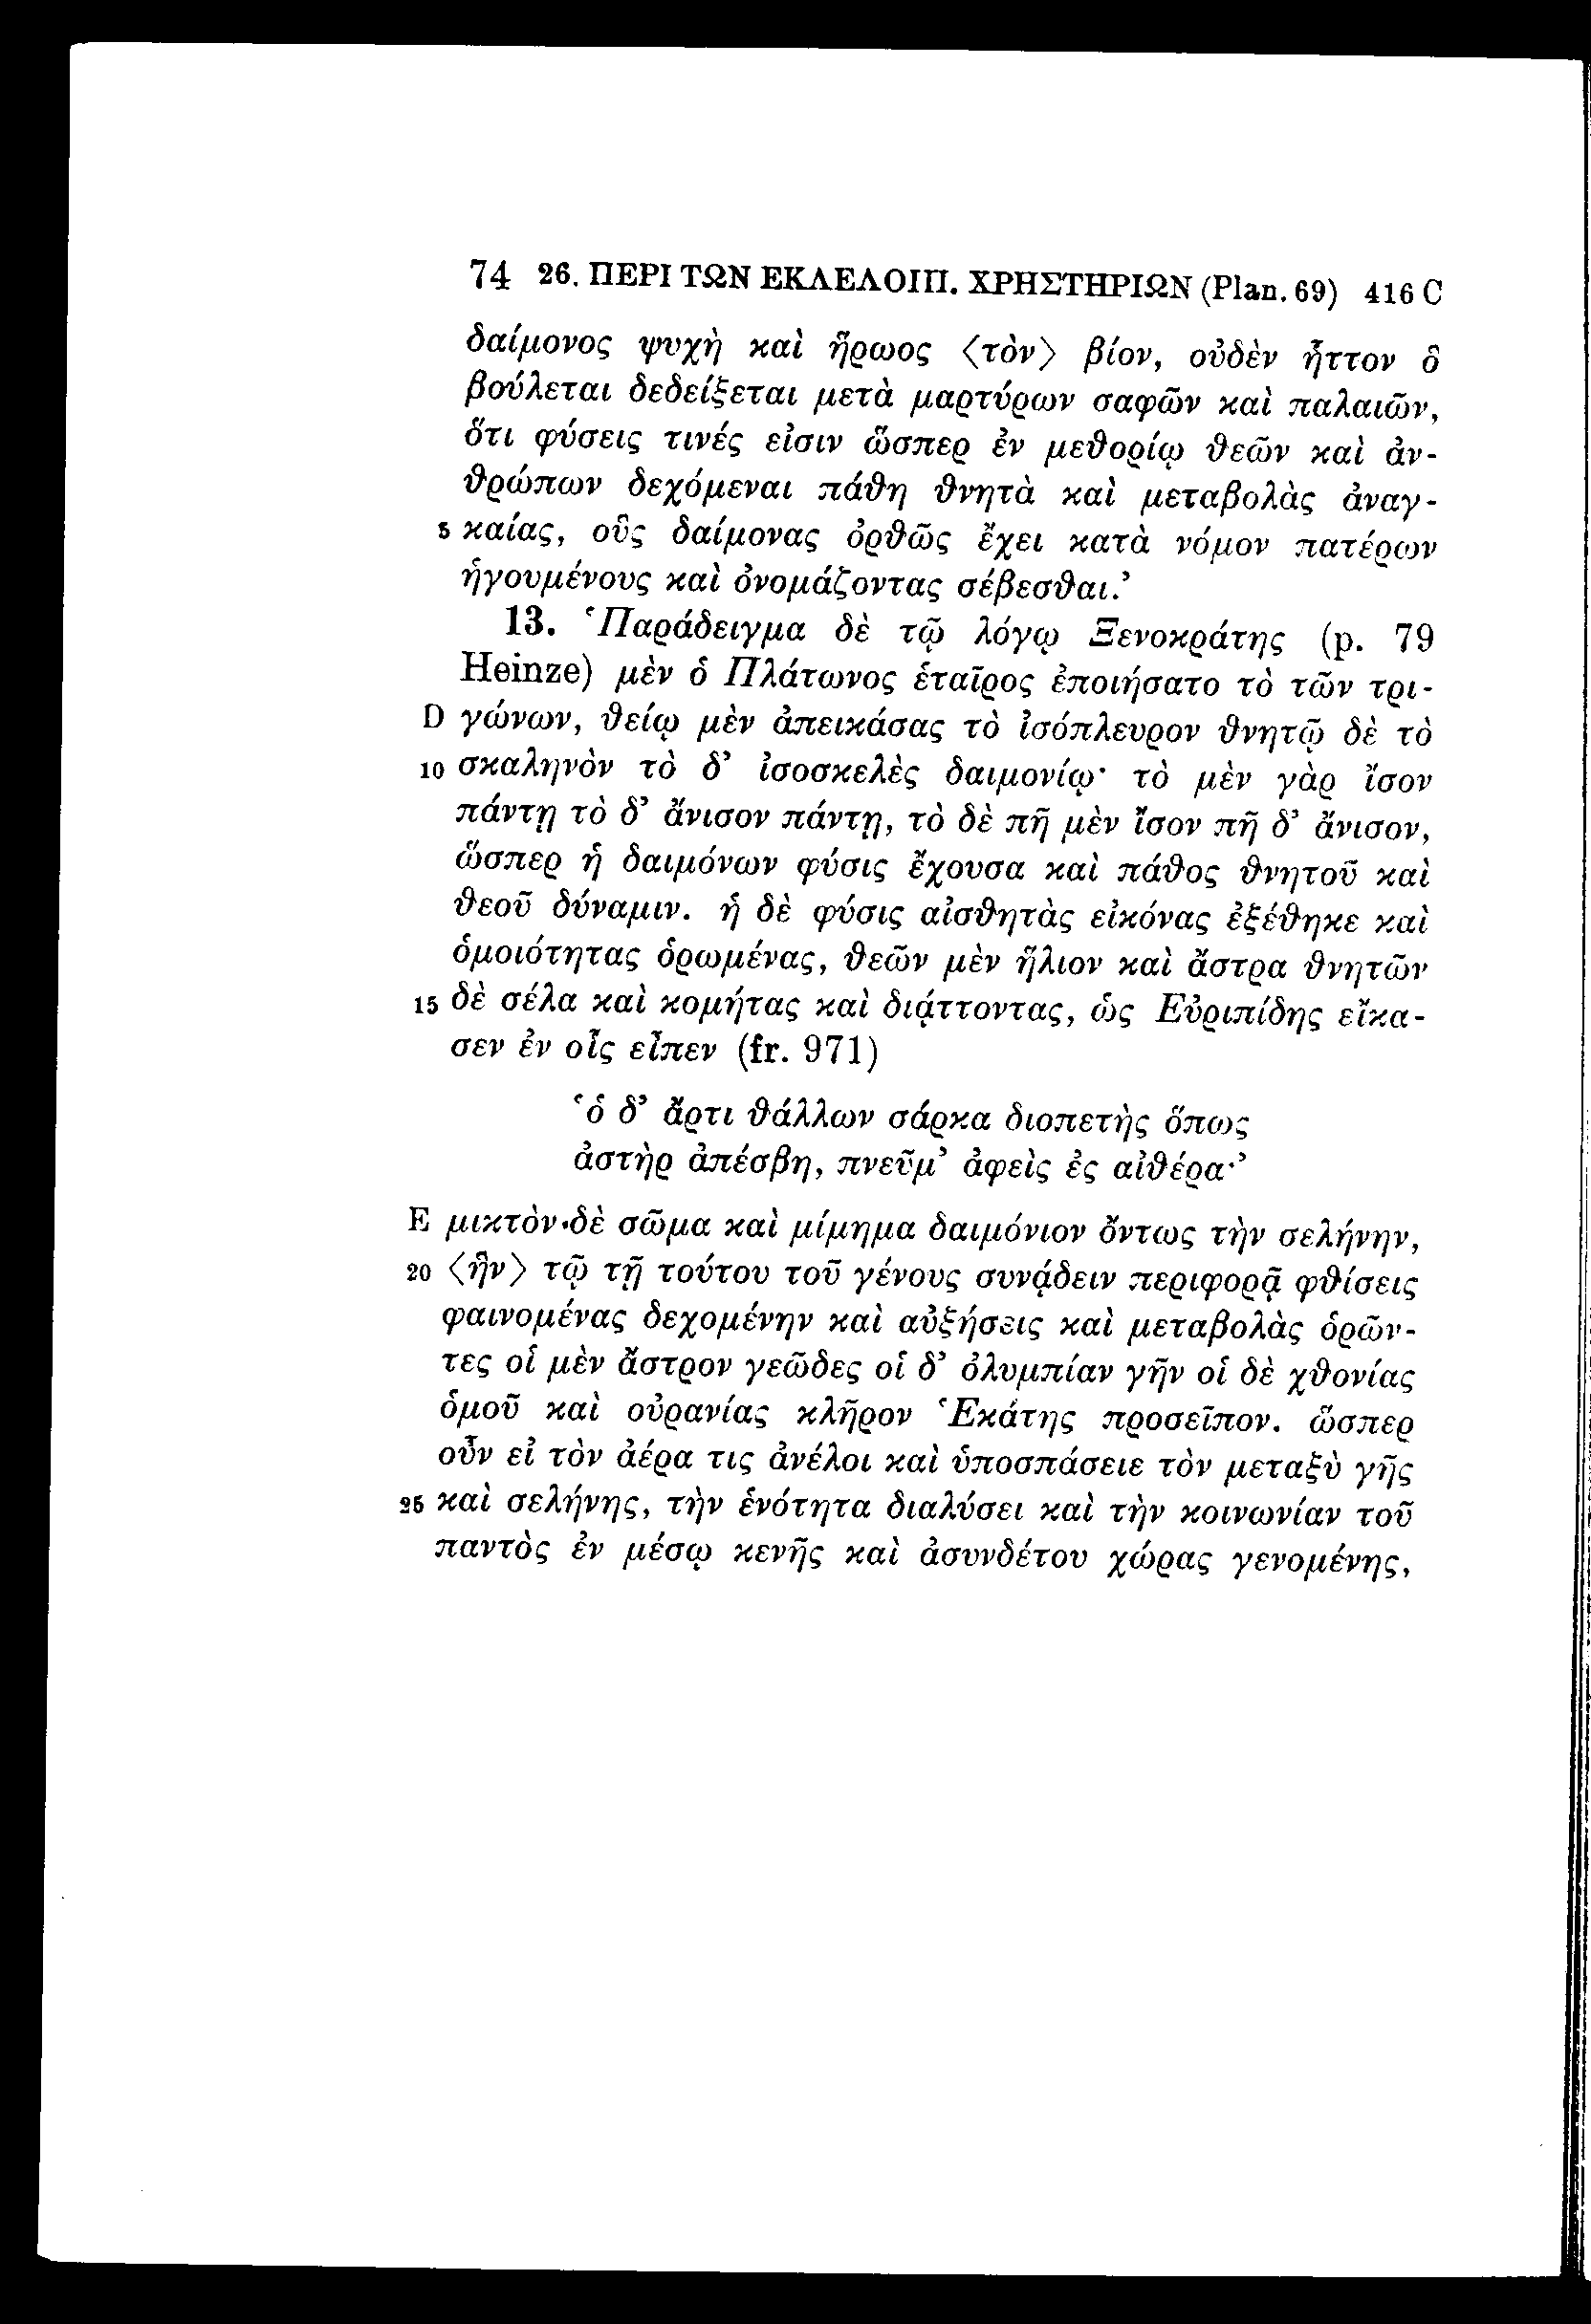 74 26. ΠΕΡΙ ΤΩΝ ΕΚΛΕΛΟΙΠ. ΧΡΗΣΤΗΡΙΩΝ (Plan. 69) 416 C
δαίμονος ψυχὴ καὶ ἥρωος 〈τὸν〉 βίον, οὐδὲν ἧττον ὃ
βούλεται δεδείξεται μετὰ μαρτύρων σαφῶν καὶ παλαιῶν,
ὅτι φύσεις τινές εἰσιν ὥσπερ ἐν μεθορίῳ θεῶν καὶ ἀν-
θρώπων δεχόμεναι πάθη θνητὰ καὶ μεταβολὰς ἀναγ-
5 καίας, οὓς δαίμονας ὀρθῶς ἔχει κατὰ νόμον πατέρων
ἡγουμένους καὶ ὀνομάζοντας σέβεσθαι.’
13. ‘Παράδειγμα δὲ τῷ λόγῳ Ξενοκράτης (p. 79
Heinze) μὲν ὁ Πλάτωνος ἑταῖρος ἐποιήσατο τὸ τῶν τρι-
D γώνων, θείῳ μὲν ἀπεικάσας τὸ ἰσόπλευρον θνητῷ δὲ τὸ
10 σκαληνὸν τὸ δ’ ἰσοσκελὲς δαιμονίῳ· τὸ μὲν γὰρ ἴσον
πάντῃ τὸ δ’ ἄνισον πάντῃ, τὸ δὲ πῆ μὲν ἴσον πῆ δ’ ἄνισον,
ὥσπερ ἡ δαιμόνων φύσις ἔχουσα καὶ πάθος θνητοῦ καὶ
θεοῦ δύναμιν. ἡ δὲ φύσις αἰσθητὰς εἰκόνας ἐξέθηκε καὶ
ὁμοιότητας ὁρωμένας, θεῶν μὲν ἥλιον καὶ ἄστρα θνητῶν
15 δὲ σέλα καὶ κομήτας καὶ διᾴττοντας, ὡς Εὐριπίδης εἴκα-
σεν ἐν οἷς εἶπεν (fr. 971)
‘ὁ δ’ ἄρτι θάλλων σάρκα διοπετὴς ὅπως
ἀστὴρ ἀπέσβη, πνεῦμ’ ἀφεὶς ἐς αἰθέρα·’
E μικτὸν δὲ σῶμα καὶ μίμημα δαιμόνιον ὄντως τὴν σελήνην,
20 〈ἣν〉 τῷ τῇ τούτου τοῦ γένους συνᾴδειν περιφορᾷ φθίσεις
φαινομένας δεχομένην καὶ αὐξήσεις καὶ μεταβολὰς ὁρῶν-
τες οἱ μὲν ἄστρον γεῶδες οἱ δ’ ὀλυμπίαν γῆν οἱ δὲ χθονίας
ὁμοῦ καὶ οὐρανίας κλῆρον Ἑκάτης προσεῖπον. ὥσπερ
οὖν εἰ τὸν ἀέρα τις ἀνέλοι καὶ ὑποσπάσειε τὸν μεταξὺ γῆς
25 καὶ σελήνης, τὴν ἑνότητα διαλύσει καὶ τὴν κοινωνίαν τοῦ
παντὸς ἐν μέσῳ κενῆς καὶ ἀσυνδέτου χώρας γενομένης,